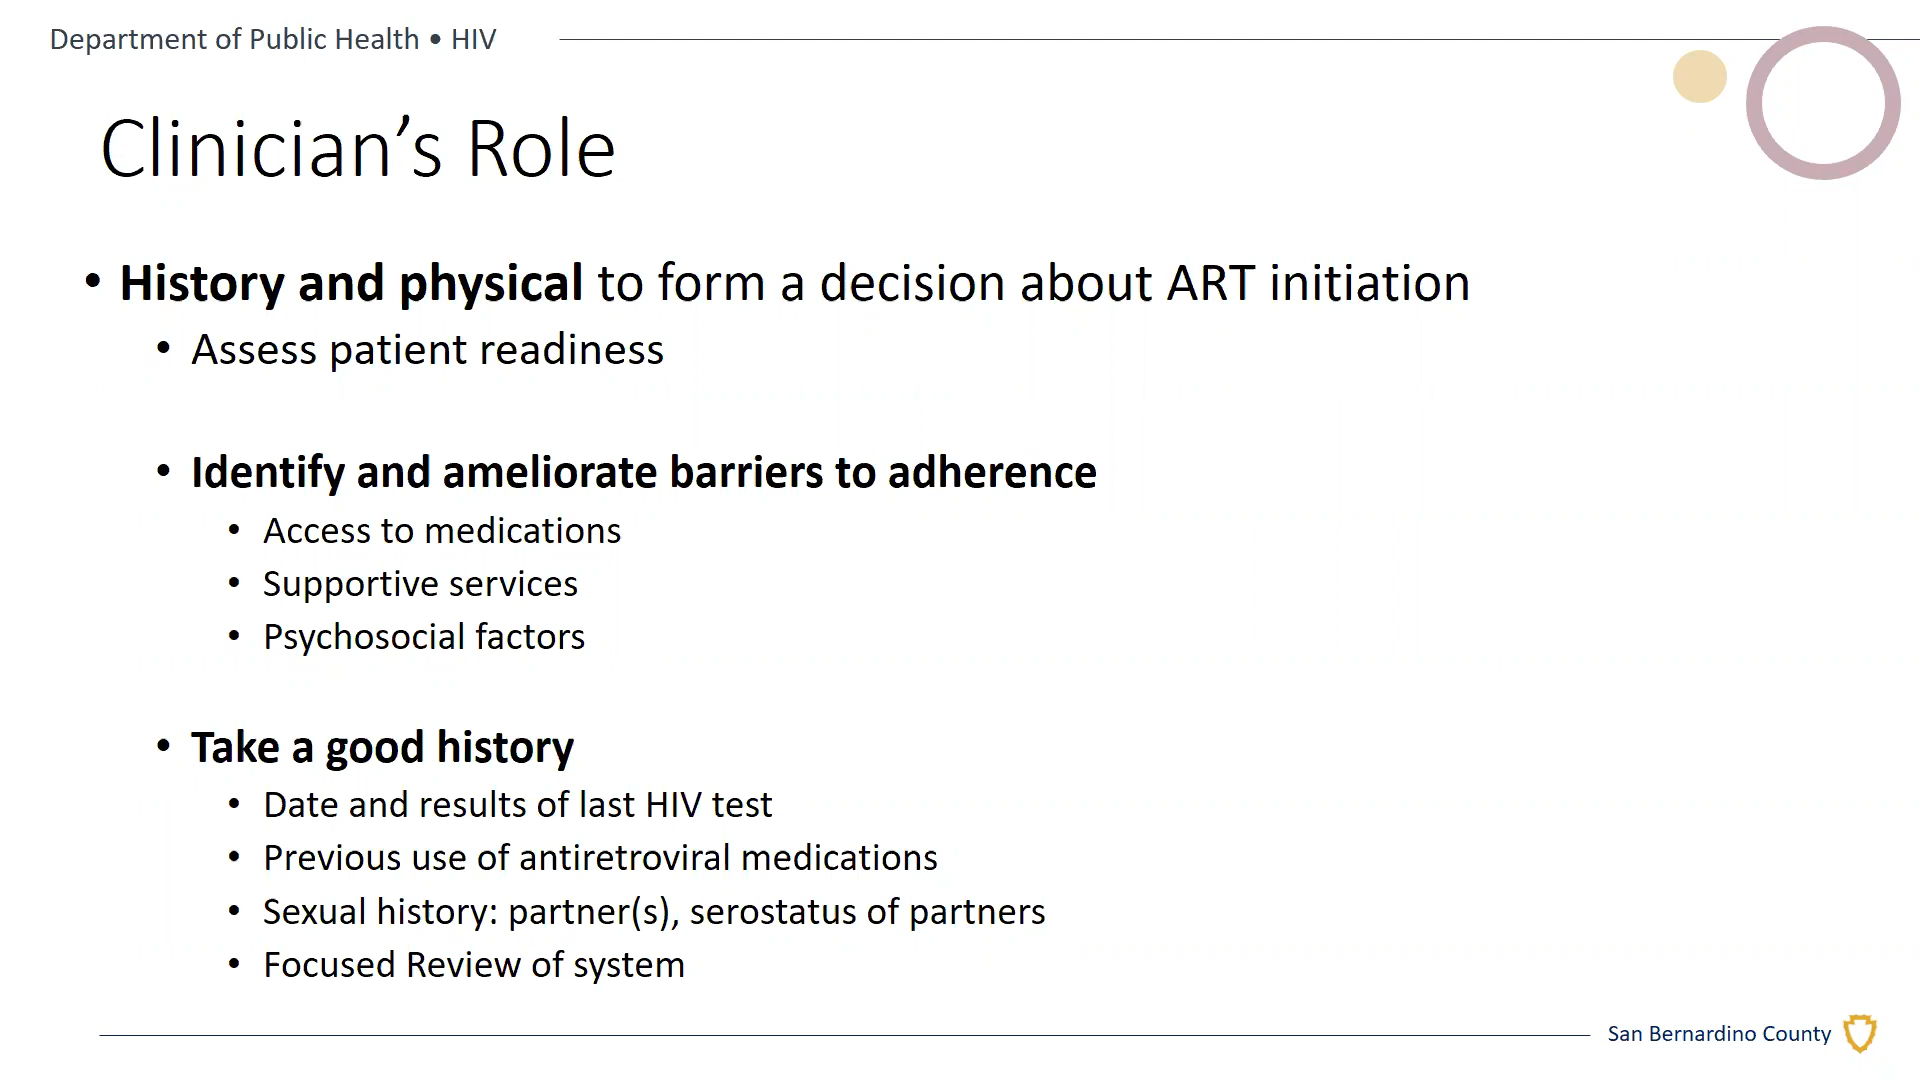 Department of Public Health • HIV
Clinician’s Role
• History and physical to form a decision about ART initiation
• Assess patient readiness
• Identify and ameliorate barriers to adherence
• Access to medications
• Supportive services
• Psychosocial factors
• Take a good history
• Date and results of last HIV test
• Previous use of antiretroviral medications
• Sexual history: partner(s), serostatus of partners
• Focused Review of system
San Bernardino County